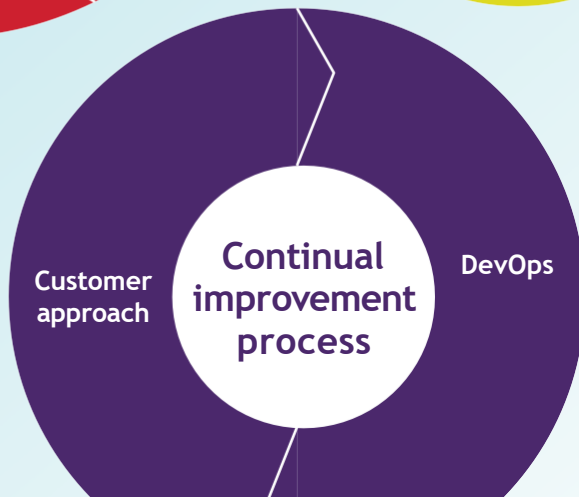 Customer
approach
Continual
improvement
process
DevOps